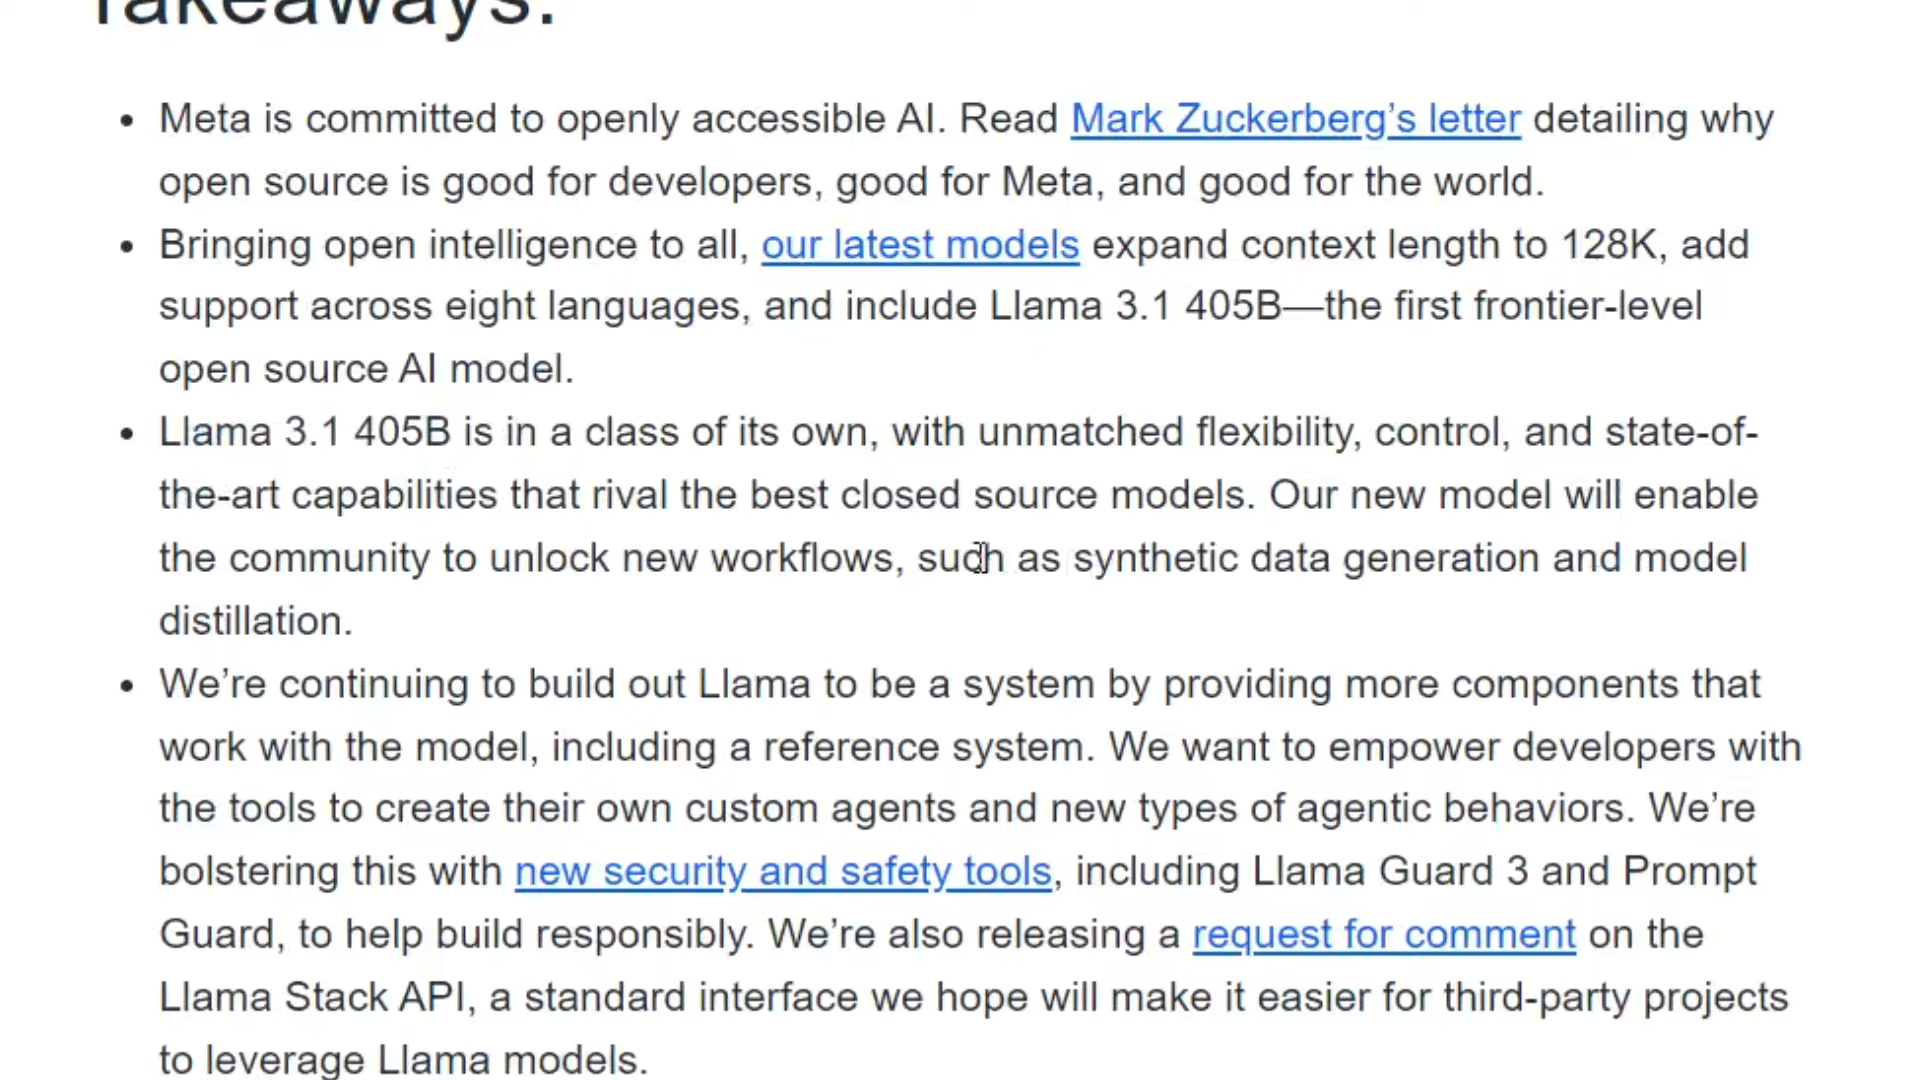 Takeaways:
• Meta is committed to openly accessible AI. Read Mark Zuckerberg’s letter detailing why
open source is good for developers, good for Meta, and good for the world.
• Bringing open intelligence to all, our latest models expand context length to 128K, add
support across eight languages, and include Llama 3.1 405B—the first frontier-level
open source AI model.
• Llama 3.1 405B is in a class of its own, with unmatched flexibility, control, and state-of-
the-art capabilities that rival the best closed source models. Our new model will enable
the community to unlock new workflows, such as synthetic data generation and model
distillation.
• We’re continuing to build out Llama to be a system by providing more components that
work with the model, including a reference system. We want to empower developers with
the tools to create their own custom agents and new types of agentic behaviors. We’re
bolstering this with new security and safety tools, including Llama Guard 3 and Prompt
Guard, to help build responsibly. We’re also releasing a request for comment on the
Llama Stack API, a standard interface we hope will make it easier for third-party projects
to leverage Llama models.